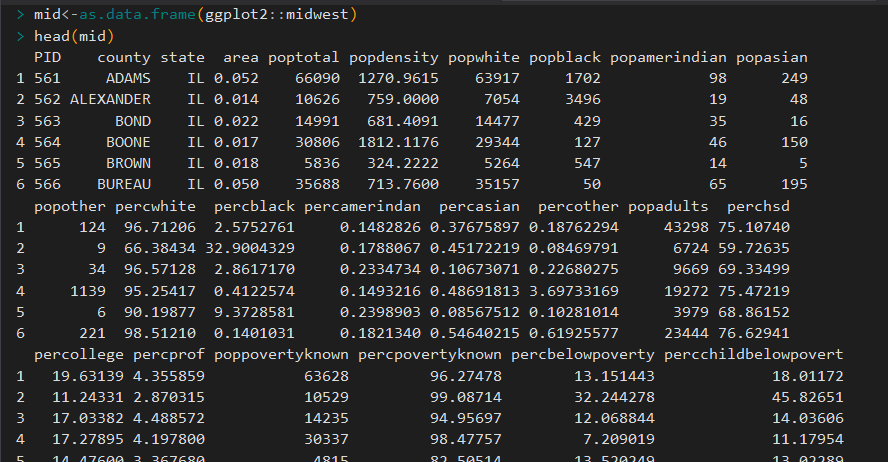 > mid<-as.data.frame(ggplot2::midwest)
> head(mid)
PID county state area poptotal popdensity popwhite popblack popamerindian popasian
1 561 ADAMS IL 0.052 66090 1270.9615 63917 1702 98 249
2 562 ALEXANDER IL 0.014 10626 759.0000 7054 3496 19 48
3 563 BOND IL 0.022 14991 681.4091 14477 429 35 16
4 564 BOONE IL 0.017 30806 1812.1176 29344 127 46 150
5 565 BROWN IL 0.018 5836 324.2222 5264 547 14 5
6 566 BUREAU IL 0.050 35688 713.7600 35157 50 65 195
popother percwhite percblack percamerindan percasian percother popadults perchsd
1 124 96.71206 2.5752761 0.1482826 0.37675897 0.18762294 43298 75.10740
2 9 66.38434 32.9004329 0.1788067 0.45172219 0.08469791 6724 59.72635
3 34 96.57128 2.8617170 0.2334734 0.10673071 0.22680275 9669 69.33499
4 1139 95.25417 0.4122574 0.1493216 0.48691813 3.69733169 19272 75.47219
5 6 90.19877 9.3728581 0.2398903 0.08567512 0.10281014 3979 68.86152
6 221 98.51210 0.1401031 0.1821340 0.54640215 0.61925577 23444 76.62941
percollege percprof poppovertyknown percpovertyknown percbelowpoverty percchildbelowpovert
1 19.63139 4.355859 63628 96.27478 13.151443 18.01172
2 11.24331 2.870315 10529 99.08714 32.244278 45.82651
3 17.03382 4.488572 14235 94.95697 12.068844 14.03606
4 17.27895 4.197800 30337 98.47757 7.209019 11.17954
5 14.47600 3.367680 4815 82.50514 13.520249 13.02289